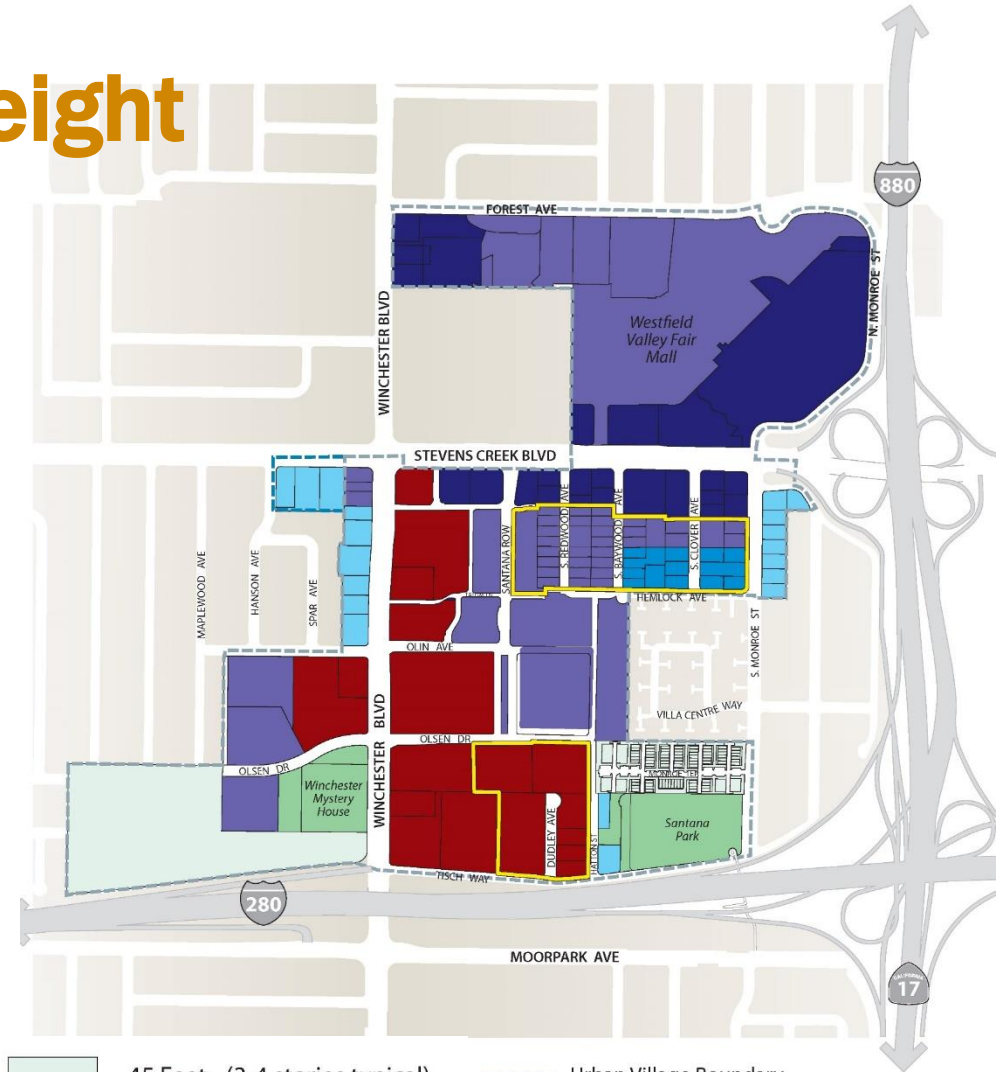 eight
880
FOREST AVE
N. MONROE ST
WINCHESTER BLVD
Westfield
Valley Fair
Mall
STEVENS CREEK BLVD
MAPLEWOOD AVE
HANSON AVE
SPAR AVE
SANTANA ROW
S. REDWOOD AVE
S. BAYWOOD AVE
S. CLOVER AVE
HEMLOCK AVE
S. MONROE ST
OLIN AVE
VILLA CENTRE WAY
WINCHESTER BLVD
OLSEN DR
OLSEN DR
Winchester
Mystery
House
DUDLEY AVE
HATTON ST
Santana
Park
TISCH WAY
280
MOORPARK AVE
CALIFORNIA
17